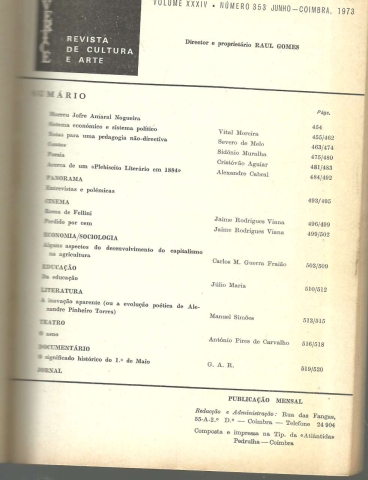 VOLUME XXXIV • NÚMERO 353 JUNHO—COIMBRA, 1973
VÉRTICE
REVISTA
DE CULTURA
E ARTE
Director e proprietário RAUL GOMES
SUMÁRIO
Págs.
Morreu Jofre Amaral Nogueira 454
Sistema económico e sistema político Vital Moreira 455/462
Notas para uma pedagogia não-directiva Severo de Melo 463/474
Contos Sidónio Muralha 475/480
Poesia Cristóvão Aguiar 481/483
Acerca de um «Plebiscito Literário em 1884» Alexandre Cabral 484/492
PANORAMA
Entrevistas e polémicas 493/495
CINEMA
Roma de Fellini Jaime Rodrigues Viana 496/499
Perdido por cem Jaime Rodrigues Viana 499/502
ECONOMIA/SOCIOLOGIA
Alguns aspectos do desenvolvimento do capitalismo
na agricultura Carlos M. Guerra Fraião 503/509
EDUCAÇÃO
Da educação Júlio Maria 510/512
LITERATURA
A inovação aparente (ou a evolução poética de Ale-
xandre Pinheiro Torres) Manuel Simões 513/515
TEATRO
O asno António Pires de Carvalho 516/518
DOCUMENTÁRIO
O significado histórico do 1.º de Maio G. A. R. 519/520
JORNAL
PUBLICAÇÃO MENSAL
Redacção e Administração: Rua das Fangas,
55-A-2.º D.º — Coimbra — Telefone 24 904
Composta e impressa na Tip. da «Atlântida»
Pedrulha — Coimbra